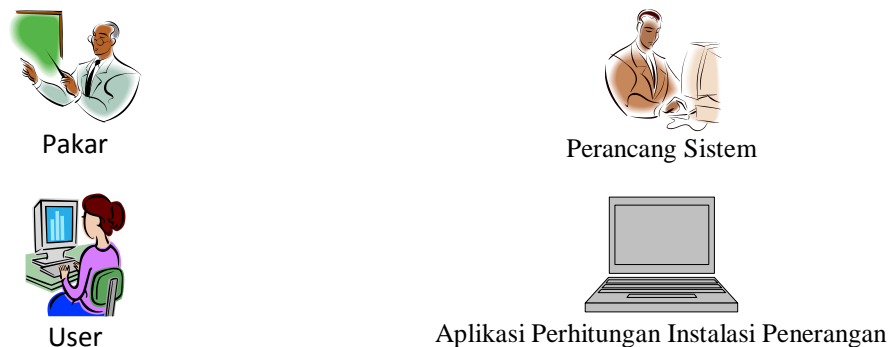 Pakar
Perancang Sistem
User
Aplikasi Perhitungan Instalasi Penerangan